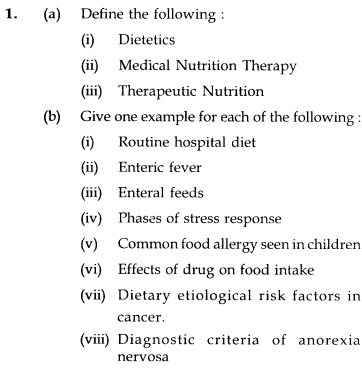 1. (a) Define the following :
(i) Dietetics
(ii) Medical Nutrition Therapy
(iii) Therapeutic Nutrition
(b) Give one example for each of the following :
(i) Routine hospital diet
(ii) Enteric fever
(iii) Enteral feeds
(iv) Phases of stress response
(v) Common food allergy seen in children
(vi) Effects of drug on food intake
(vii) Dietary etiological risk factors in
cancer.
(viii) Diagnostic criteria of anorexia
nervosa